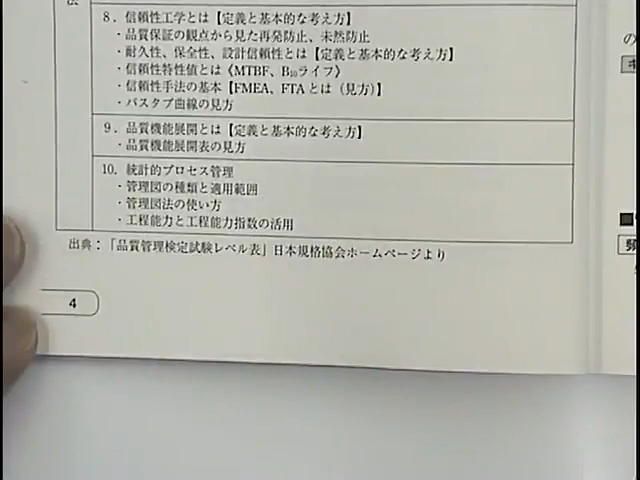 8．信頼性工学とは【定義と基本的な考え方】
・品質保証の観点から見た再発防止、未然防止
・耐久性、保全性、設計信頼性とは【定義と基本的な考え方】
・信頼性特性値とは《MTBF、B₁₀ライフ》
・信頼性手法の基本【FMEA、FTAとは（見方）】
・バスタブ曲線の見方
9．品質機能展開とは【定義と基本的な考え方】
・品質機能展開表の見方
10．統計的プロセス管理
・管理図の種類と適用範囲
・管理図法の使い方
・工程能力と工程能力指数の活用
出典：「品質管理検定試験レベル表」日本規格協会ホームページより
4
の